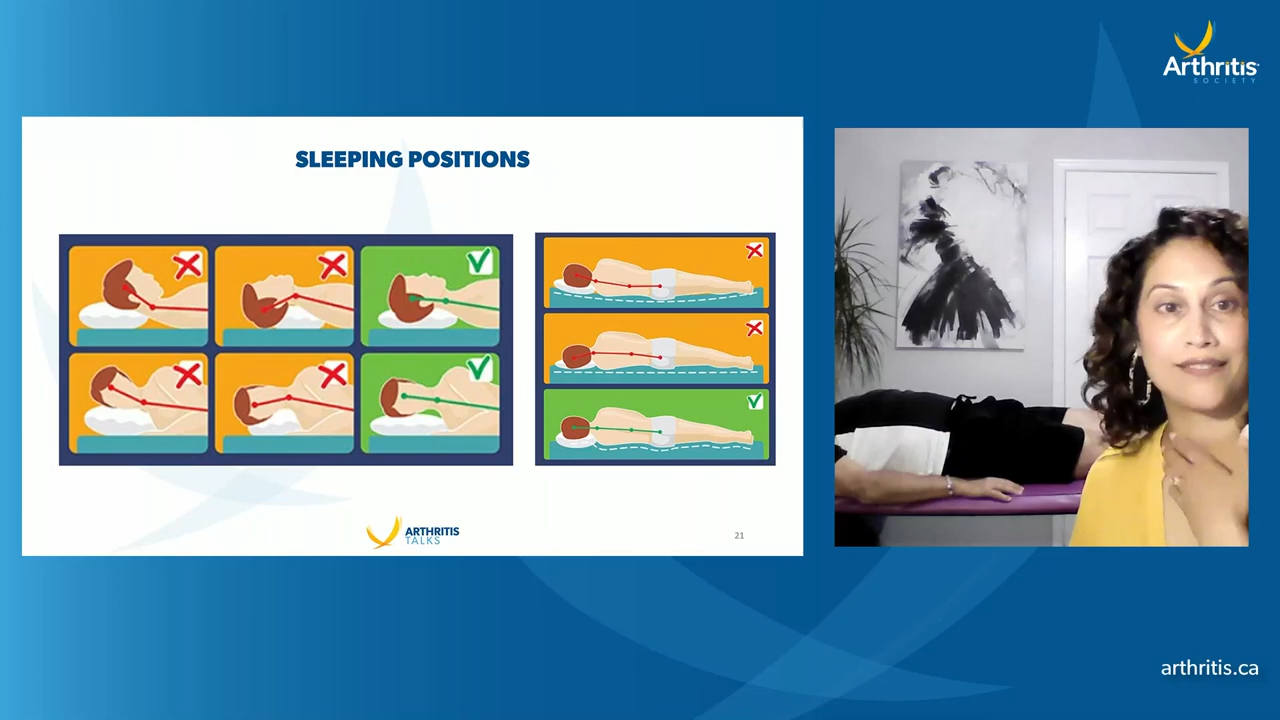 Arthritis
SOCIETY
SLEEPING POSITIONS
ARTHRITIS
TALKS
21
arthritis.ca